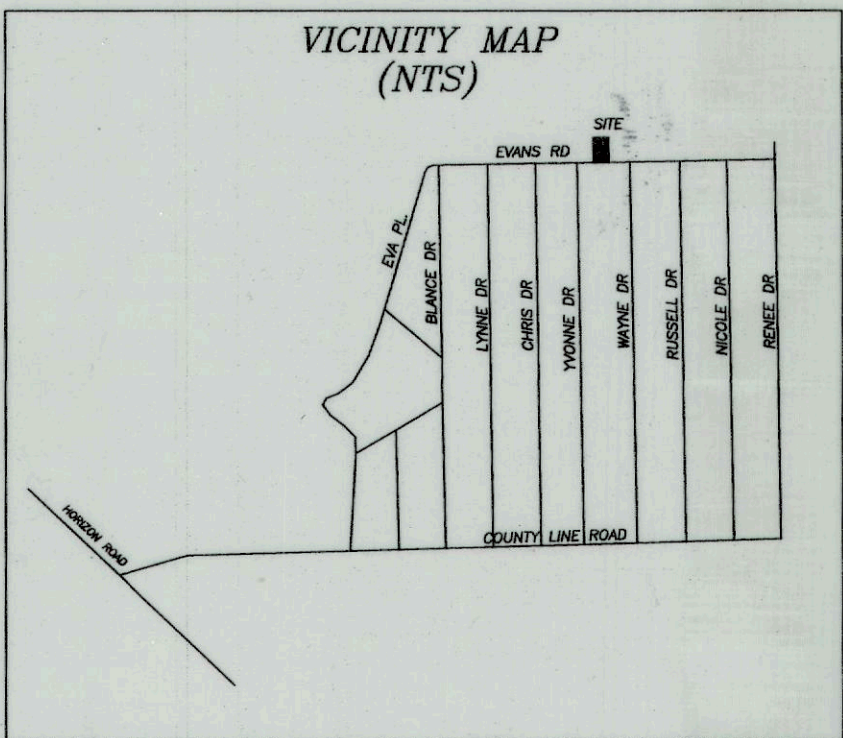 VICINITY MAP
(NTS)
SITE
EVANS RD
EVA PL.
BLANCE DR
LYNNE DR
CHRIS DR
YVONNE DR
WAYNE DR
RUSSELL DR
NICOLE DR
RENEE DR
HORIZON ROAD
COUNTY LINE ROAD